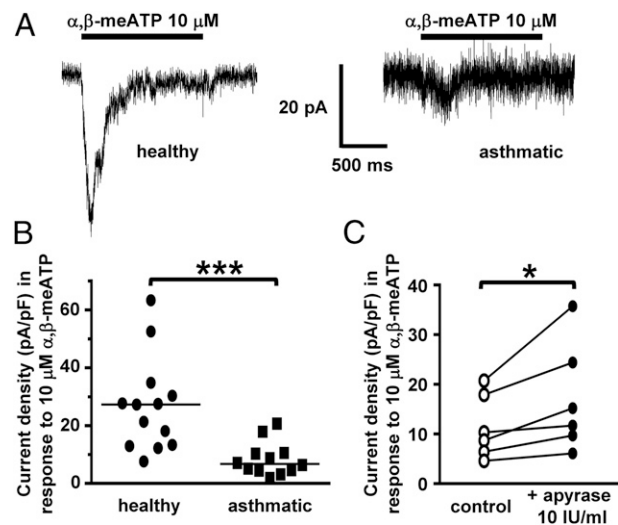 A
α,β-meATP 10 μM
α,β-meATP 10 μM
20 pA
500 ms
healthy
asthmatic
B
Current density (pA/pF) in
response to 10 μM α,β-meATP
60
40
20
0
healthy
asthmatic
***
C
Current density (pA/pF) in
response to 10 μM α,β-meATP
40
30
20
10
0
control
+ apyrase
10 IU/ml
*